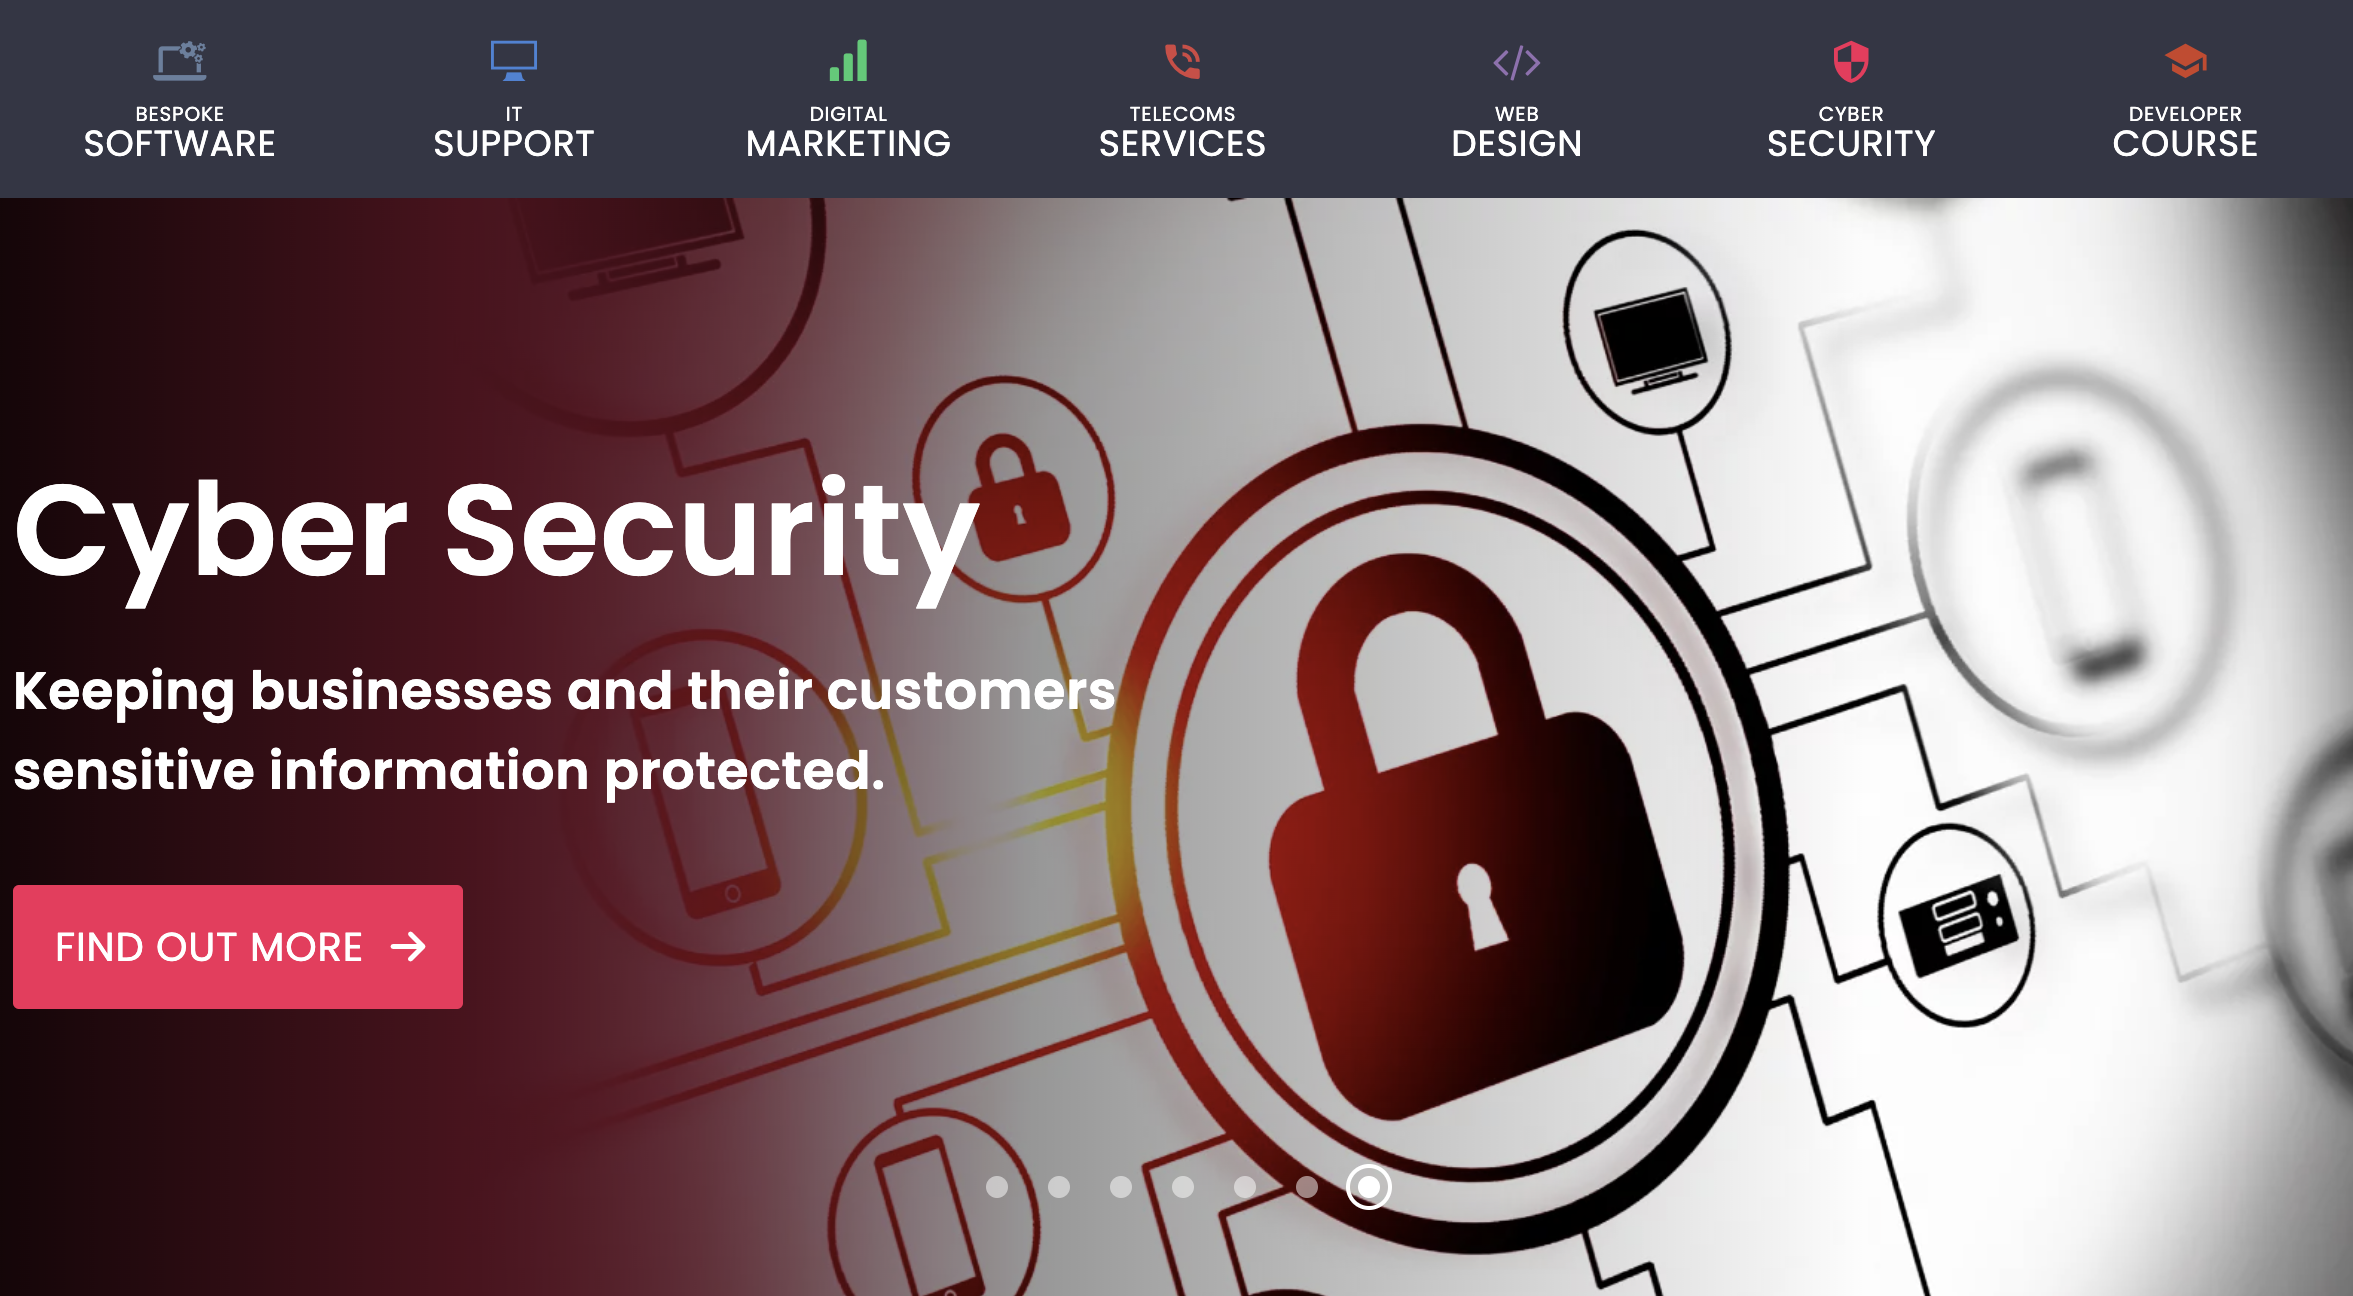 BESPOKE
SOFTWARE
IT
SUPPORT
DIGITAL
MARKETING
TELECOMS
SERVICES
WEB
DESIGN
CYBER
SECURITY
DEVELOPER
COURSE
Cyber Security
Keeping businesses and their customers
sensitive information protected.
FIND OUT MORE